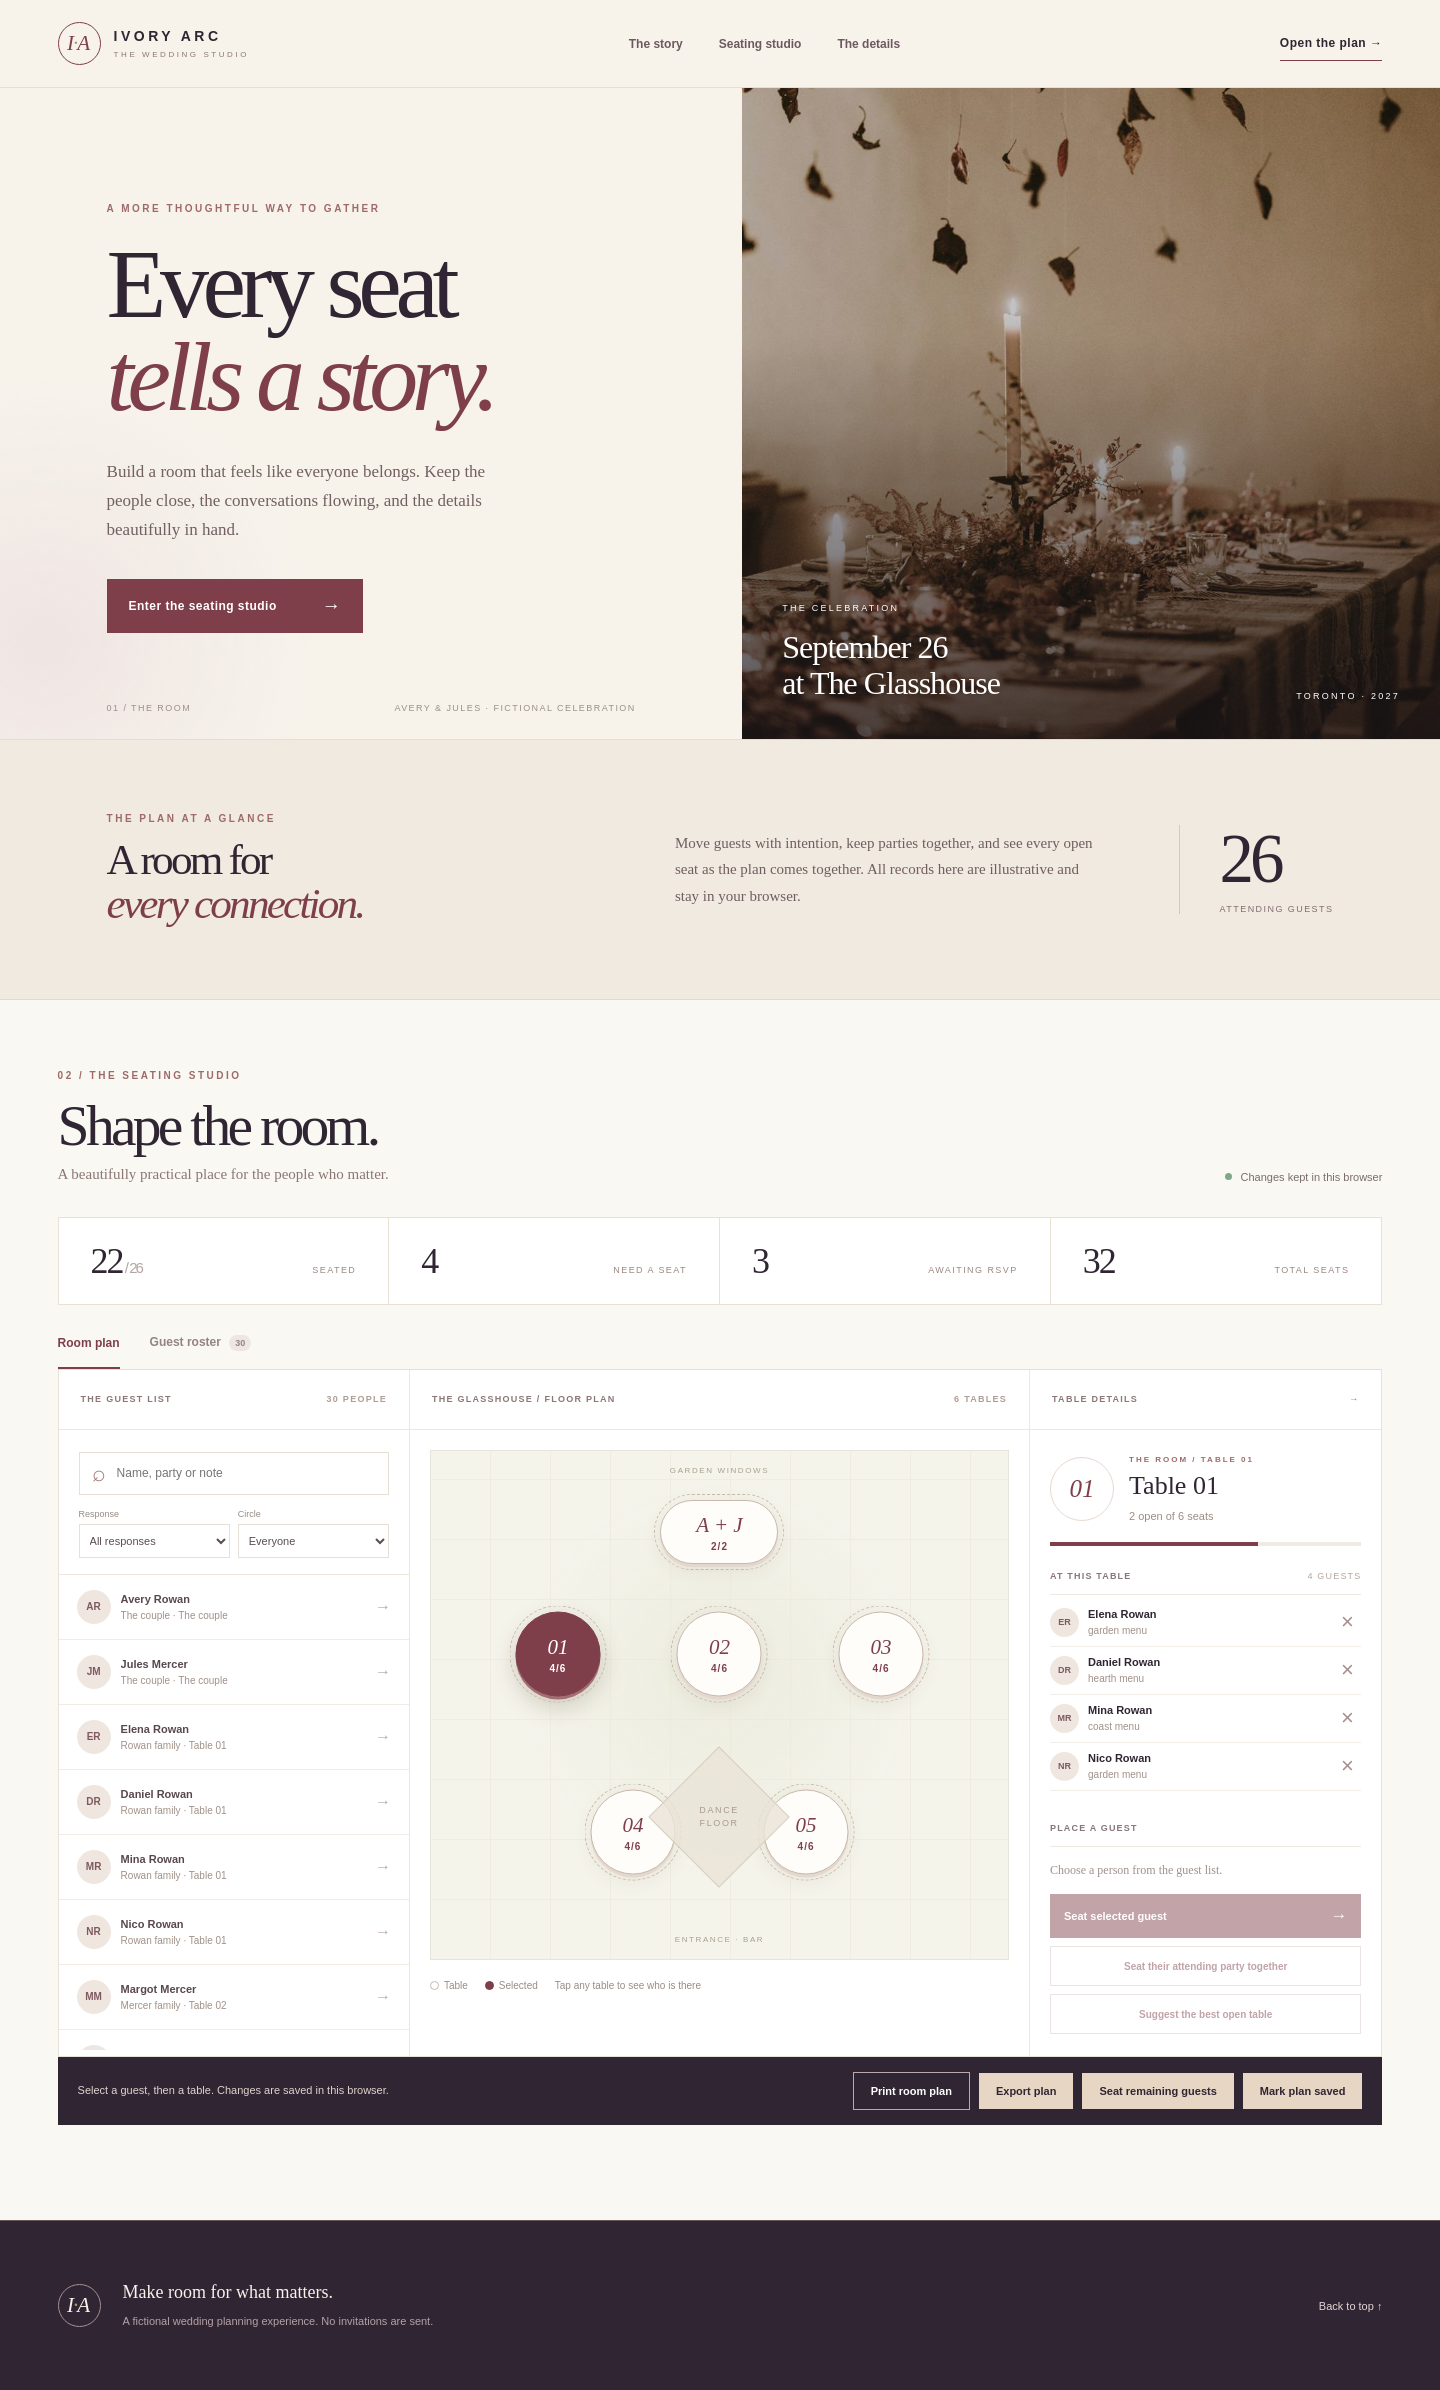 I·A
IVORY ARC
THE WEDDING STUDIO
The story
Seating studio
The details
Open the plan →
A MORE THOUGHTFUL WAY TO GATHER
Every seat
tells a story.
Build a room that feels like everyone belongs. Keep the
people close, the conversations flowing, and the details
beautifully in hand.
Enter the seating studio →
01 / THE ROOM
AVERY & JULES · FICTIONAL CELEBRATION
THE CELEBRATION
September 26
at The Glasshouse
TORONTO · 2027
THE PLAN AT A GLANCE
A room for
every connection.
Move guests with intention, keep parties together, and see every open
seat as the plan comes together. All records here are illustrative and
stay in your browser.
26
ATTENDING GUESTS
02 / THE SEATING STUDIO
Shape the room.
A beautifully practical place for the people who matter.
Changes kept in this browser
22/26
SEATED
4
NEED A SEAT
3
AWAITING RSVP
32
TOTAL SEATS
Room plan
Guest roster 30
THE GUEST LIST
30 PEOPLE
Name, party or note
Response
Circle
All responses
Everyone
AR
Avery Rowan
The couple · The couple
→
JM
Jules Mercer
The couple · The couple
→
ER
Elena Rowan
Rowan family · Table 01
→
DR
Daniel Rowan
Rowan family · Table 01
→
MR
Mina Rowan
Rowan family · Table 01
→
NR
Nico Rowan
Rowan family · Table 01
→
MM
Margot Mercer
Mercer family · Table 02
→
THE GLASSHOUSE / FLOOR PLAN
6 TABLES
GARDEN WINDOWS
A + J
2/2
01
4/6
02
4/6
03
4/6
04
4/6
DANCE
FLOOR
05
4/6
ENTRANCE · BAR
Table
Selected
Tap any table to see who is there
TABLE DETAILS
→
01
THE ROOM / TABLE 01
Table 01
2 open of 6 seats
AT THIS TABLE
4 GUESTS
ER
Elena Rowan
garden menu
×
DR
Daniel Rowan
hearth menu
×
MR
Mina Rowan
coast menu
×
NR
Nico Rowan
garden menu
×
PLACE A GUEST
Choose a person from the guest list.
Seat selected guest →
Seat their attending party together
Suggest the best open table
Select a guest, then a table. Changes are saved in this browser.
Print room plan
Export plan
Seat remaining guests
Mark plan saved
I·A
Make room for what matters.
A fictional wedding planning experience. No invitations are sent.
Back to top ↑